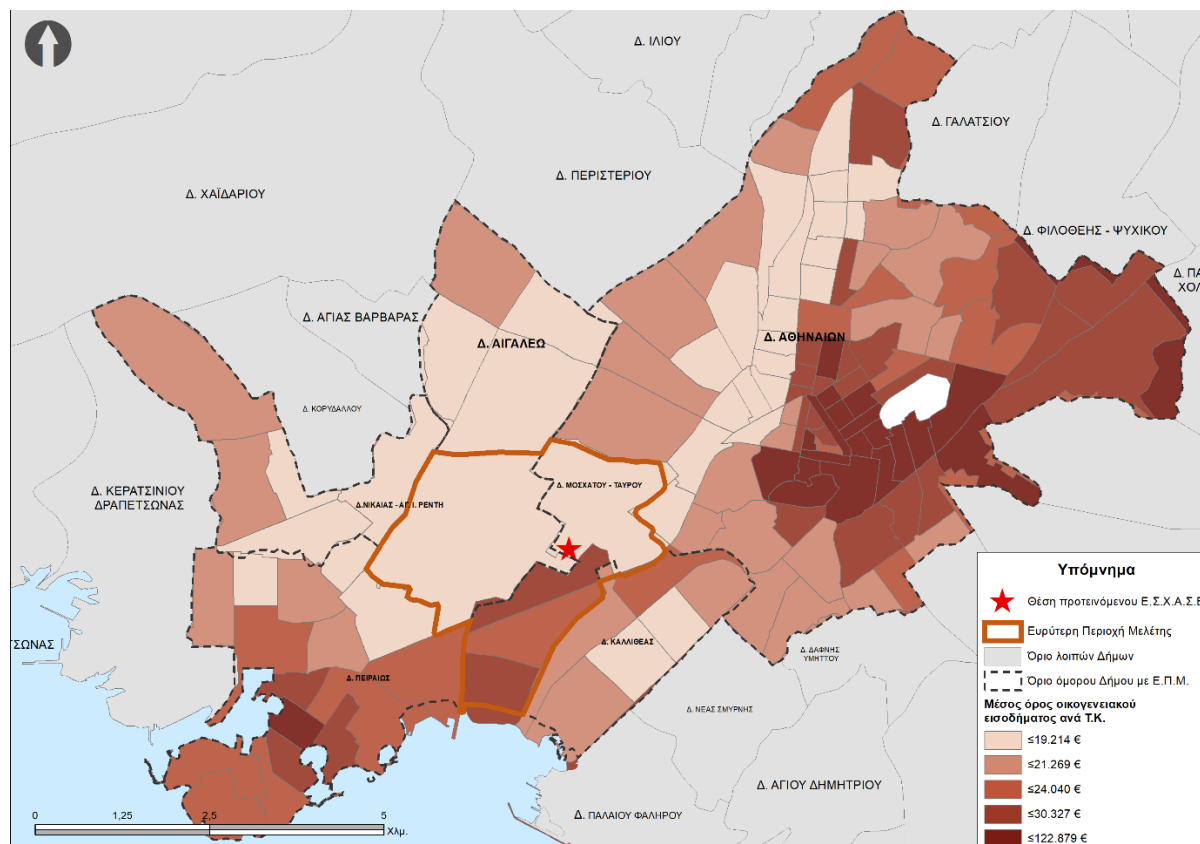 Δ. ΙΛΙΟΥ
Δ. ΓΑΛΑΤΣΙΟΥ
Δ. ΠΕΡΙΣΤΕΡΙΟΥ
Δ. ΧΑΪΔΑΡΙΟΥ
Δ. ΦΙΛΟΘΕΗΣ - ΨΥΧΙΚΟΥ
Δ. ΠΑ
ΧΟΛ
Δ. ΑΓΙΑΣ ΒΑΡΒΑΡΑΣ
Δ. ΑΙΓΑΛΕΩ
Δ. ΑΘΗΝΑΙΩΝ
Δ. ΚΟΡΥΔΑΛΛΟΥ
Δ. ΚΕΡΑΤΣΙΝΙΟΥ
ΔΡΑΠΕΤΣΩΝΑΣ
Δ. ΜΟΣΧΑΤΟΥ - ΤΑΥΡΟΥ
Δ.ΝΙΚΑΙΑΣ - ΑΓ. Ι. ΡΕΝΤΗ
ΤΣΩΝΑΣ
Δ. ΚΑΛΛΙΘΕΑΣ
Δ. ΔΑΦΝΗΣ
ΥΜΗΤΤΟΥ
Δ. ΠΕΙΡΑΙΩΣ
Δ. ΝΕΑΣ ΣΜΥΡΝΗΣ
Δ. ΑΓΙΟΥ ΔΗΜΗΤΡΙΟΥ
Δ. ΠΑΛΑΙΟΥ ΦΑΛΗΡΟΥ
0 1,25 2,5 5
Χλμ.
Υπόμνημα
Θέση προτεινόμενου Ε.Σ.Χ.Α.Σ.Ε
Ευρύτερη Περιοχή Μελέτης
Όριο λοιπών Δήμων
Όριο όμορου Δήμου με Ε.Π.Μ.
Μέσος όρος οικογενειακού
εισοδήματος ανά Τ.Κ.
≤19.214 €
≤21.269 €
≤24.040 €
≤30.327 €
≤122.879 €